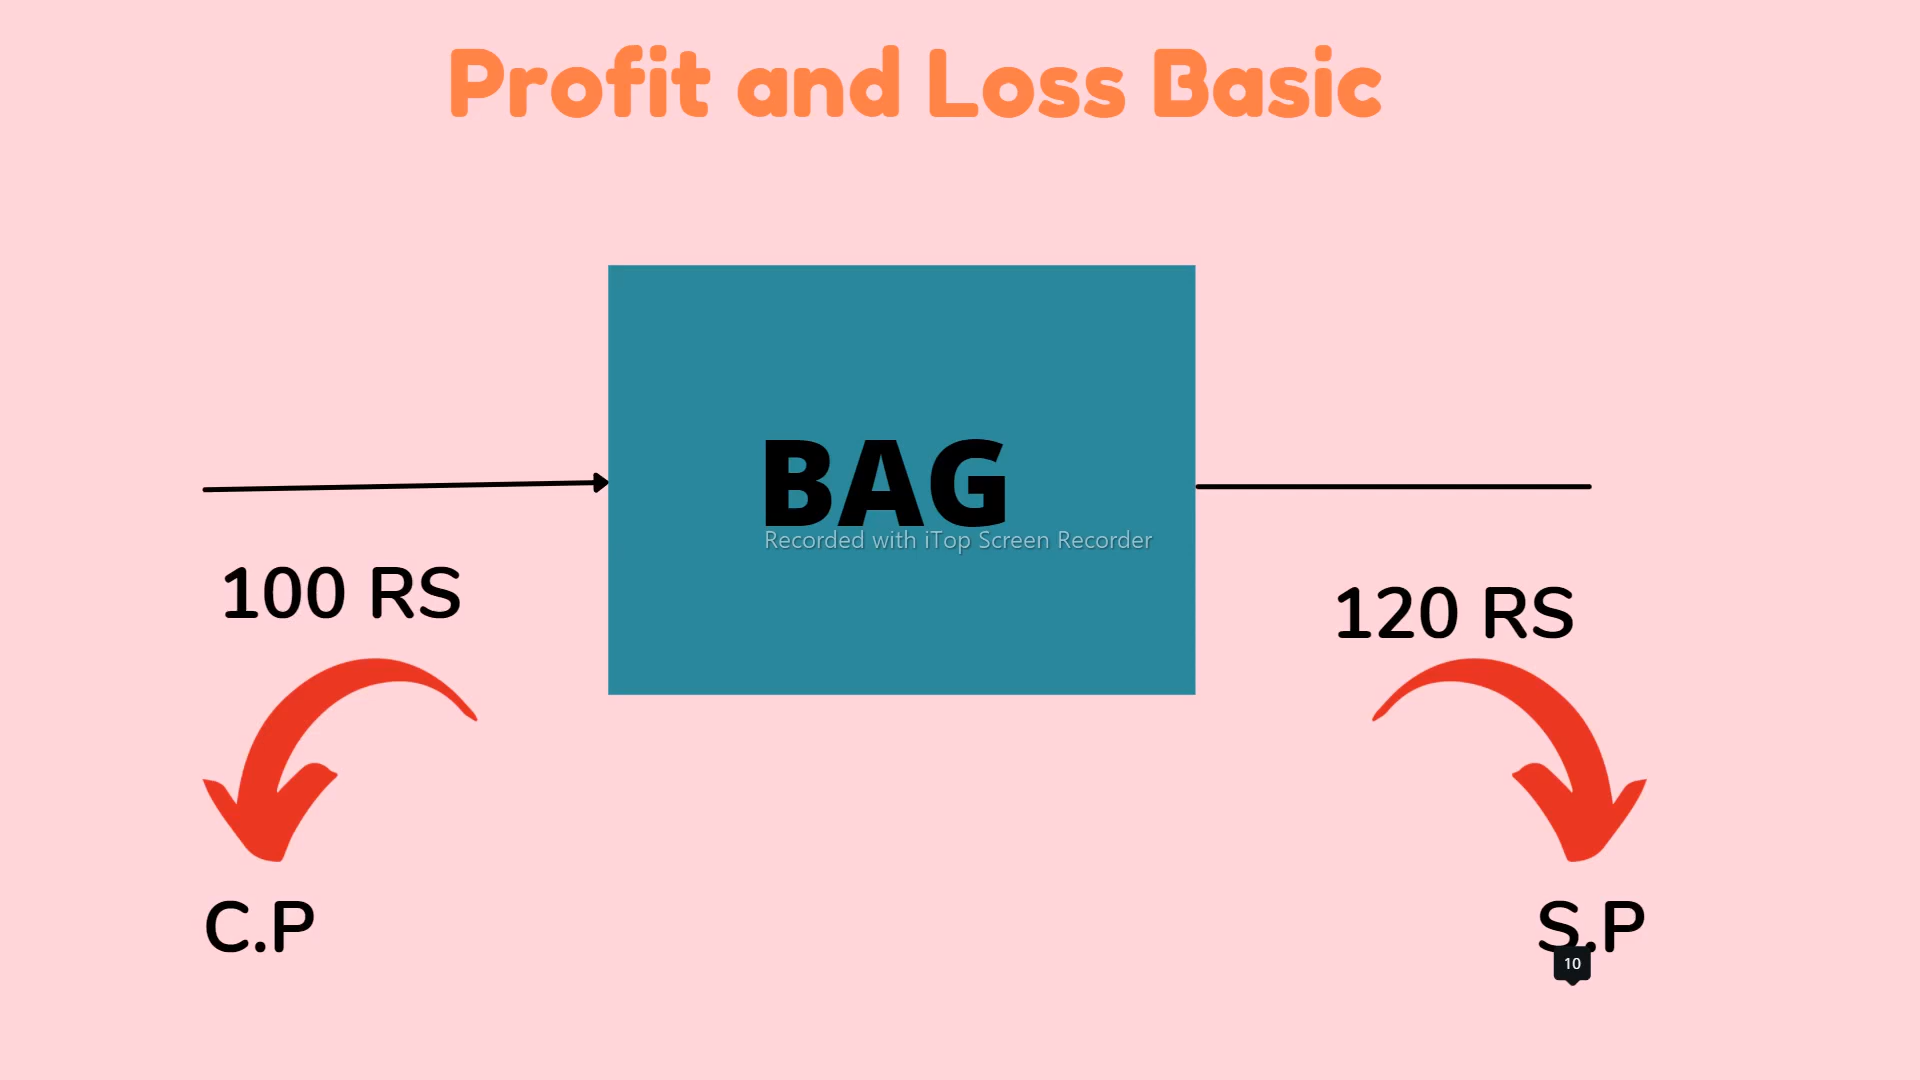 Profit and Loss Basic
BAG
Recorded with iTop Screen Recorder
100 RS
120 RS
C.P
S.P
10